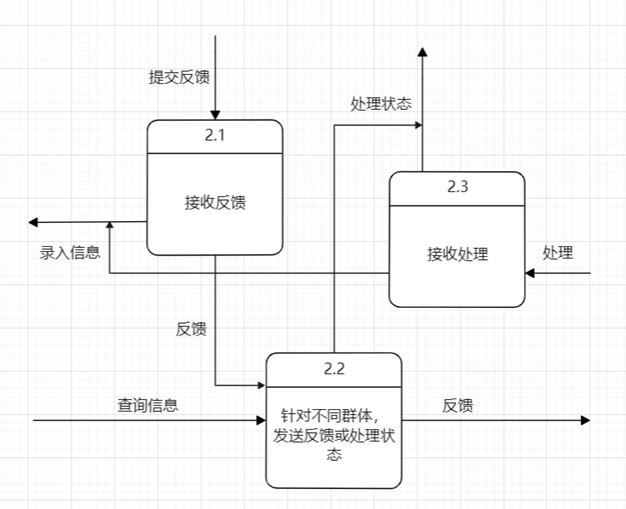 提交反馈
处理状态
2.1
接收反馈
2.3
接收处理
录入信息
处理
反馈
2.2
查询信息
针对不同群体，
发送反馈或处理状
态
反馈